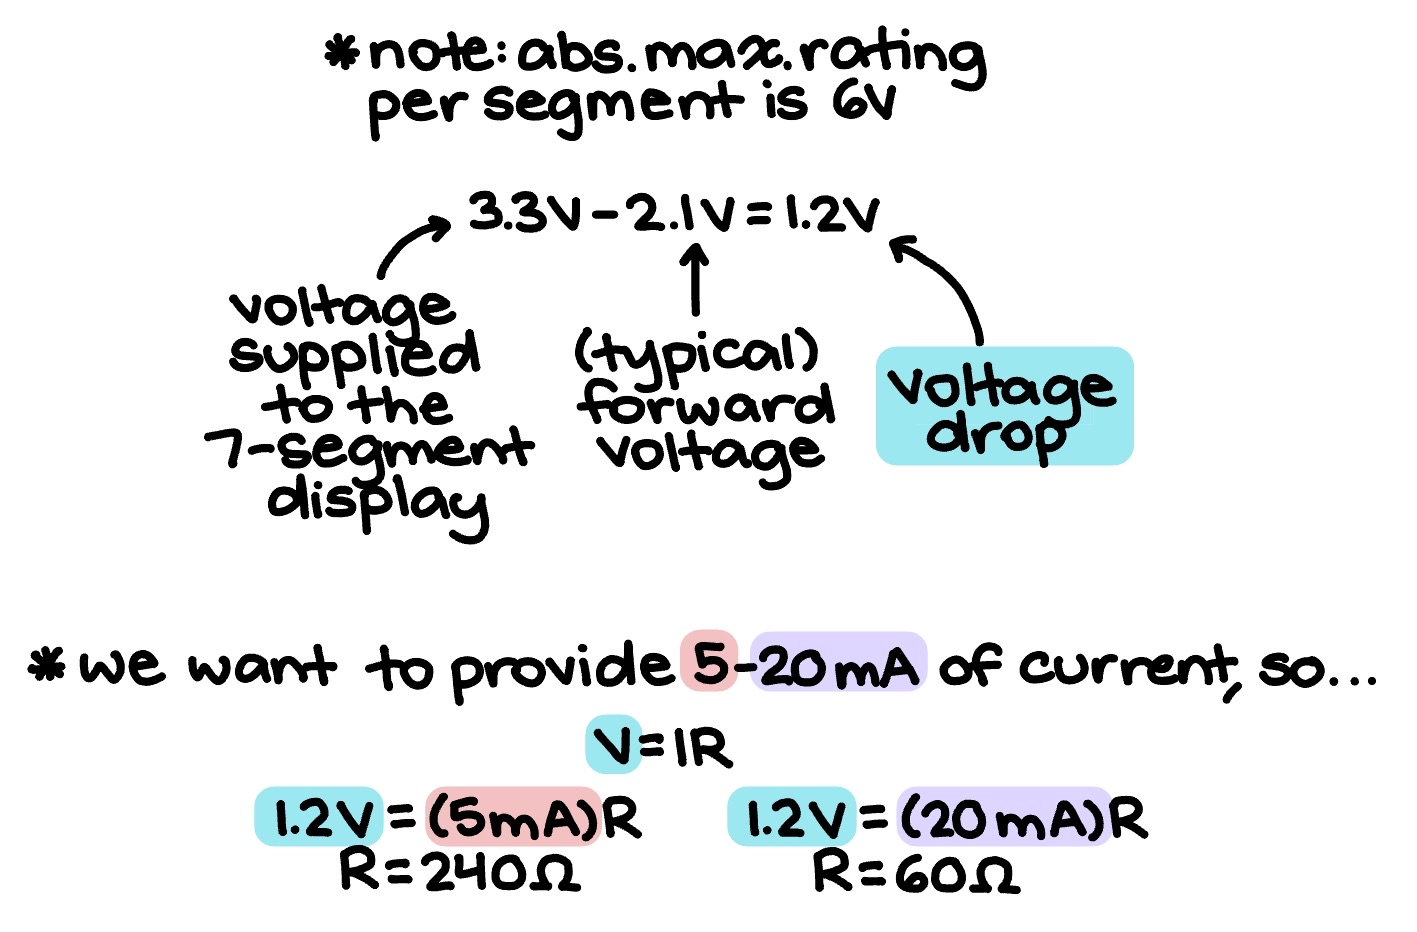 *note: abs.max.rating
per segment is 6V
3.3V-2.1V=1.2V
voltage
supplied
to the
7-segment
display
(typical)
forward
voltage
voltage
drop
*we want to provide 5-20mA of current, so...
V=IR
1.2V=(5mA)R
R=240Ω
1.2V=(20mA)R
R=60Ω